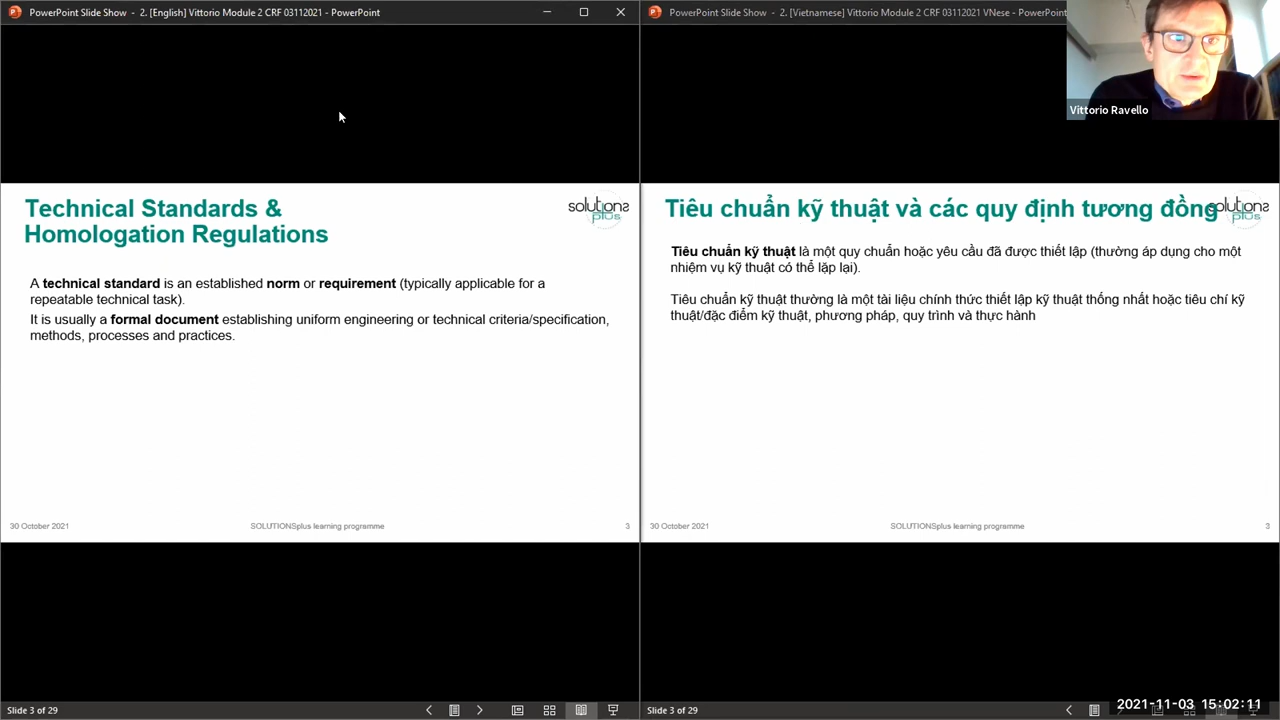 PowerPoint Slide Show - 2. [English] Vittorio Module 2 CRF 03112021 - PowerPoint
Technical Standards &
Homologation Regulations
solutions
plus
A technical standard is an established norm or requirement (typically applicable for a
repeatable technical task).
It is usually a formal document establishing uniform engineering or technical criteria/specification,
methods, processes and practices.
30 October 2021
SOLUTIONSplus learning programme
3
Slide 3 of 29
PowerPoint Slide Show - 2. [Vietnamese] Vittorio Module 2 CRF 03112021 VNese - PowerPoint
Vittorio Ravello
Tiêu chuẩn kỹ thuật và các quy định tương đồng
solutions
plus
Tiêu chuẩn kỹ thuật là một quy chuẩn hoặc yêu cầu đã được thiết lập (thường áp dụng cho một
nhiệm vụ kỹ thuật có thể lặp lại).
Tiêu chuẩn kỹ thuật thường là một tài liệu chính thức thiết lập kỹ thuật thống nhất hoặc tiêu chí kỹ
thuật/đặc điểm kỹ thuật, phương pháp, quy trình và thực hành
30 October 2021
SOLUTIONSplus learning programme
3
Slide 3 of 29
2021-11-03 15:02:11